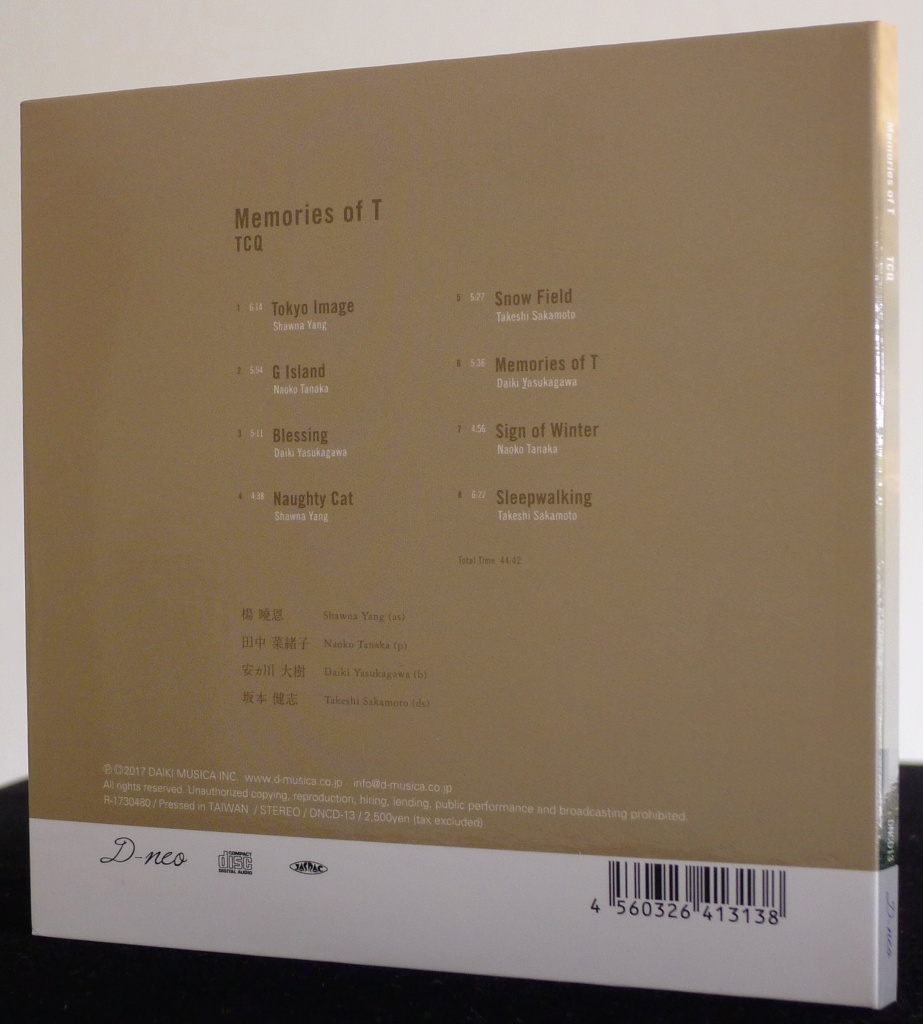 Memories of T
TCQ
1 6:14 Tokyo Image
Shawna Yang
2 5:54 G Island
Naoko Tanaka
3 5:11 Blessing
Daiki Yasukagawa
4 4:38 Naughty Cat
Shawna Yang
5 5:27 Snow Field
Takeshi Sakamoto
6 5:36 Memories of T
Daiki Yasukagawa
7 4:56 Sign of Winter
Naoko Tanaka
8 6:27 Sleepwalking
Takeshi Sakamoto
Total Time 44:42
楊 曉恩 Shawna Yang (as)
田中 菜緒子 Naoko Tanaka (p)
安ヵ川 大樹 Daiki Yasukagawa (b)
坂本 健志 Takeshi Sakamoto (ds)
℗©2017 DAIKI MUSICA INC. www.d-musica.co.jp info@d-musica.co.jp
All rights reserved. Unauthorized copying, reproduction, hiring, lending, public performance and broadcasting prohibited.
R-1730480 / Pressed in TAIWAN / STEREO / DNCD-13 / 2,500yen (tax excluded)
D-neo
COMPACT
disc
DIGITAL AUDIO
JASRAC
4 560326 413138
Memories of T TCQ
DNCD13
D-neo